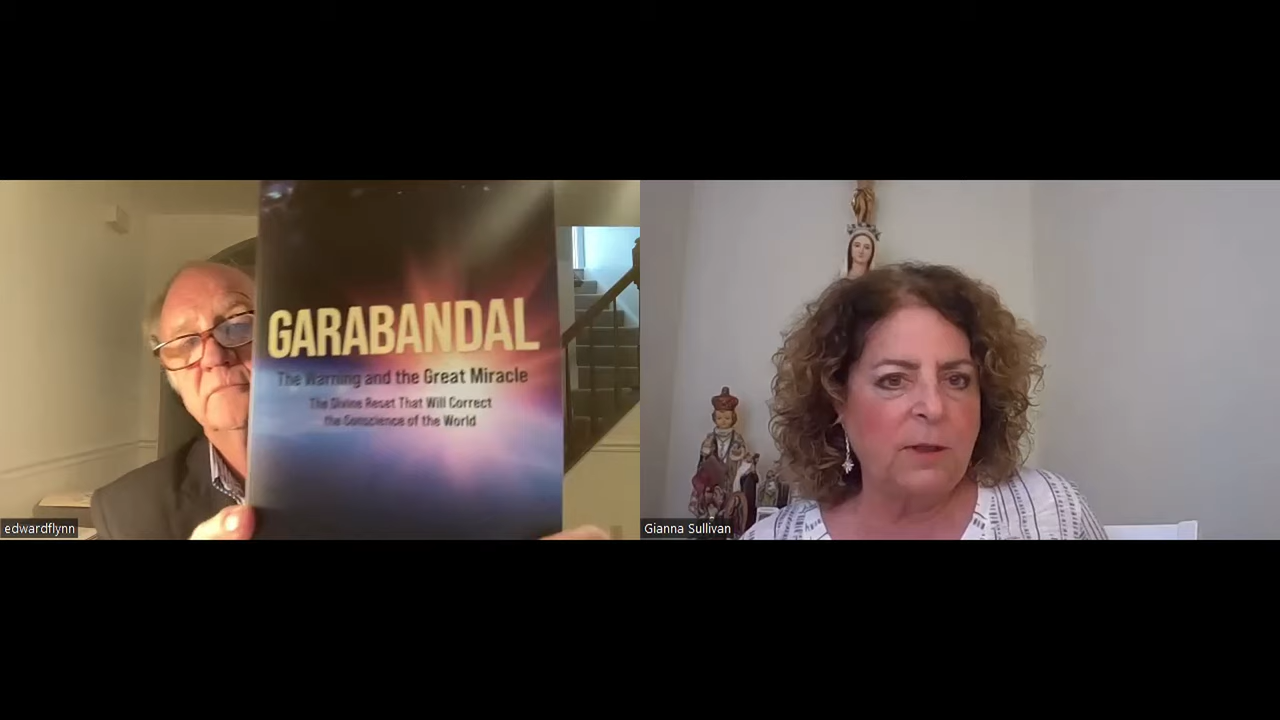 GARABANDAL
The Warning and the Great Miracle
The Divine Reset That Will Correct
the Conscience of the World
edwardflynn
Gianna Sullivan